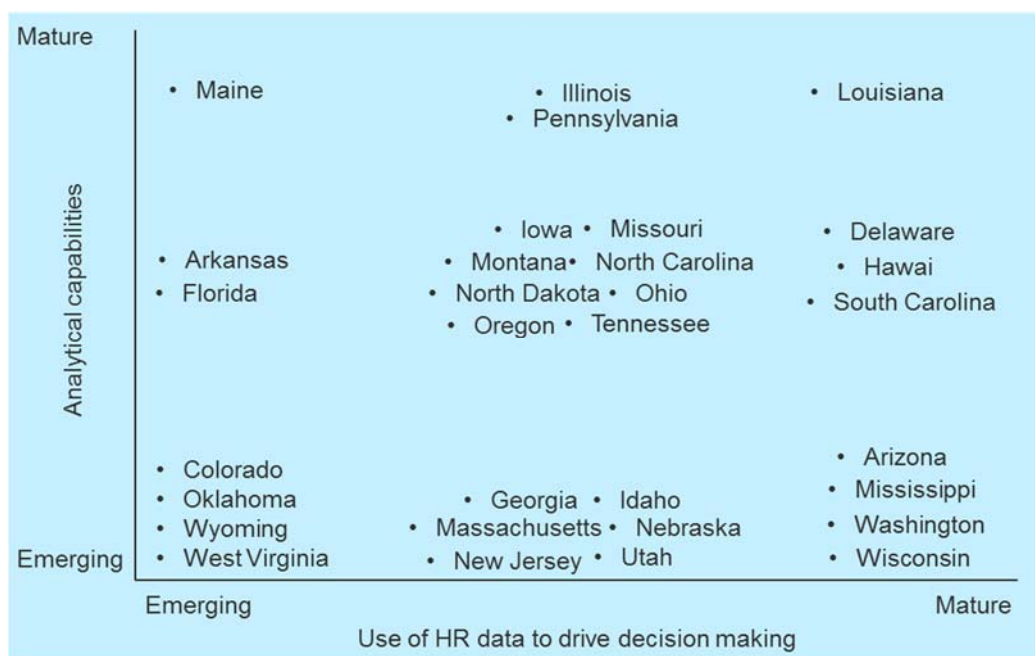 Mature
• Maine
• Illinois
• Louisiana
• Pennsylvania
Analytical capabilities
• Iowa • Missouri
• Delaware
• Arkansas
• Montana • North Carolina
• Hawai
• Florida
• North Dakota • Ohio
• South Carolina
• Oregon • Tennessee
• Colorado
• Arizona
• Oklahoma
• Georgia • Idaho
• Mississippi
• Wyoming
• Massachusetts • Nebraska
• Washington
Emerging
• West Virginia
• New Jersey • Utah
• Wisconsin
Emerging
Mature
Use of HR data to drive decision making